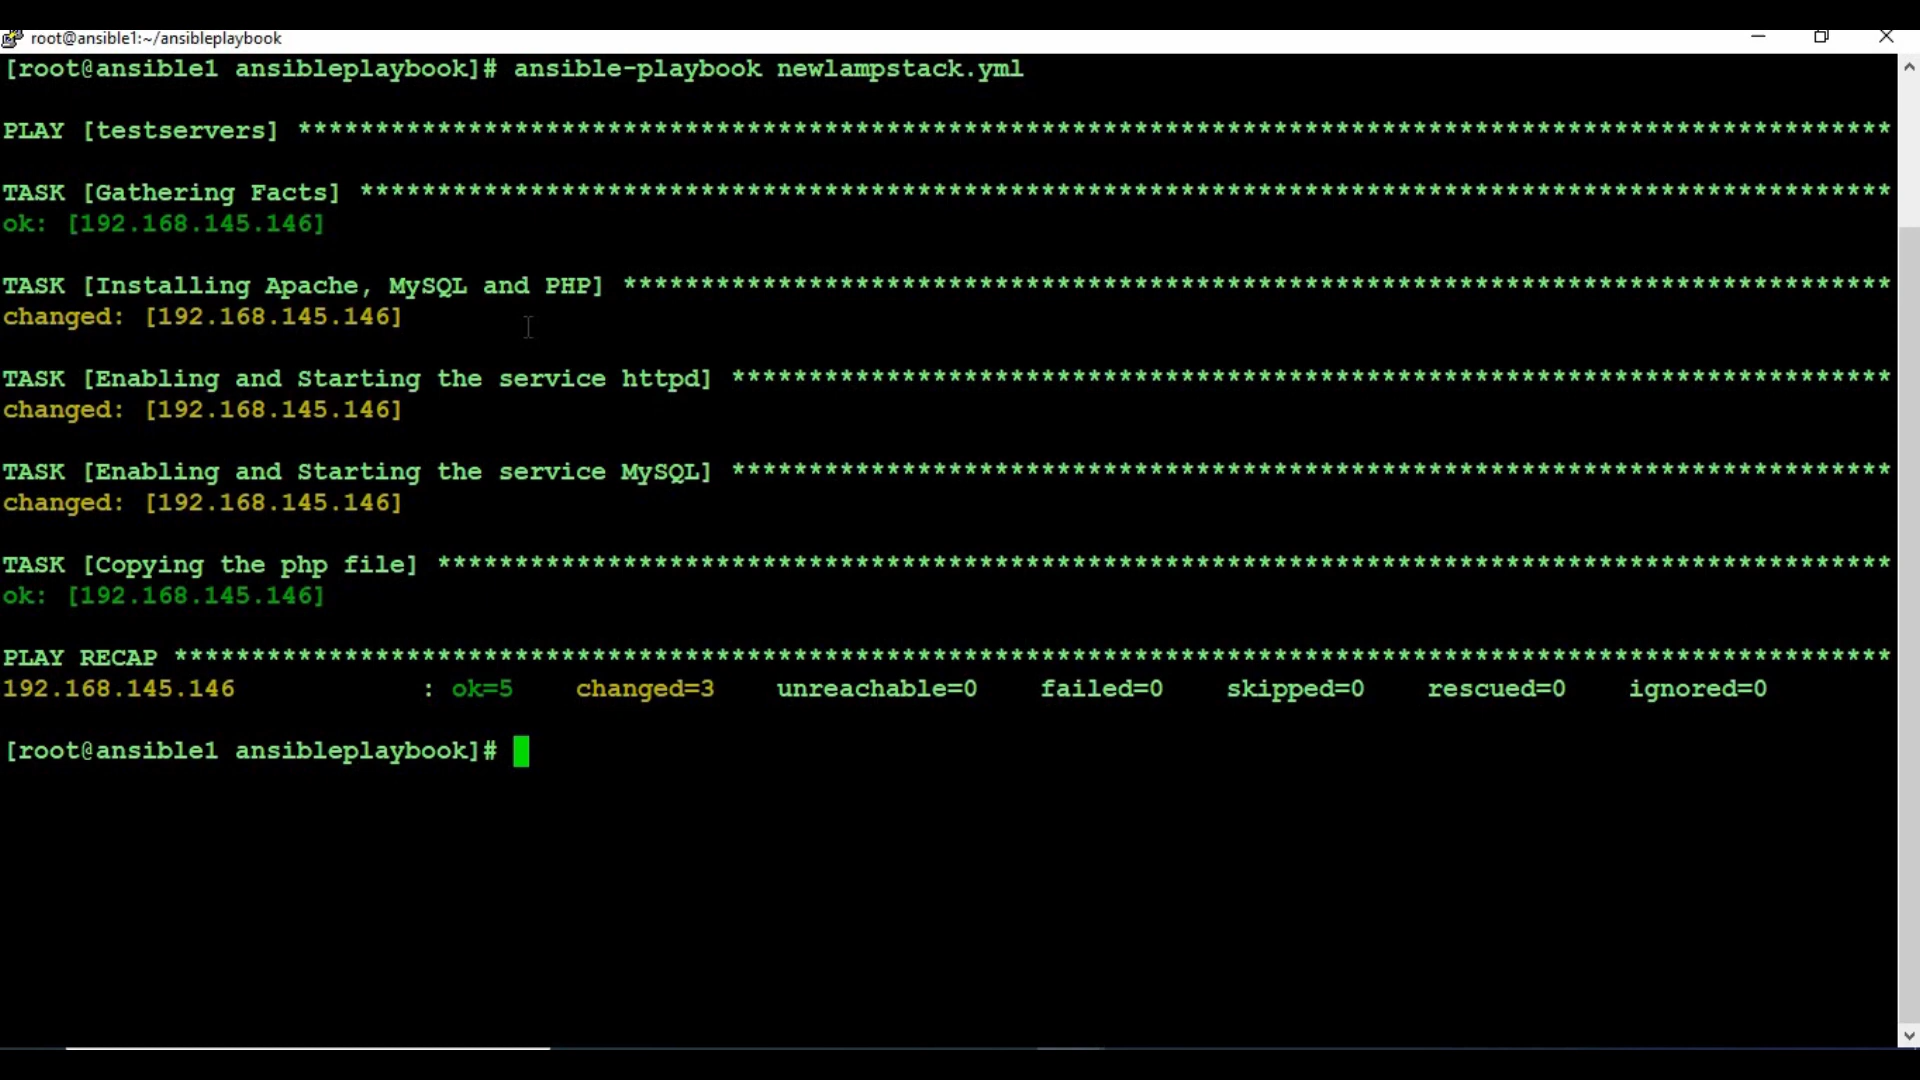 root@ansible1:~/ansibleplaybook
[root@ansible1 ansibleplaybook]# ansible-playbook newlampstack.yml
PLAY [testservers] *******************************************************************************************************
TASK [Gathering Facts] ***************************************************************************************************
ok: [192.168.145.146]
TASK [Installing Apache, MySQL and PHP] **********************************************************************************
changed: [192.168.145.146]
TASK [Enabling and Starting the service httpd] ***************************************************************************
changed: [192.168.145.146]
TASK [Enabling and Starting the service MySQL] ***************************************************************************
changed: [192.168.145.146]
TASK [Copying the php file] **********************************************************************************************
ok: [192.168.145.146]
PLAY RECAP ***************************************************************************************************************
192.168.145.146            : ok=5    changed=3    unreachable=0    failed=0    skipped=0    rescued=0    ignored=0
[root@ansible1 ansibleplaybook]#